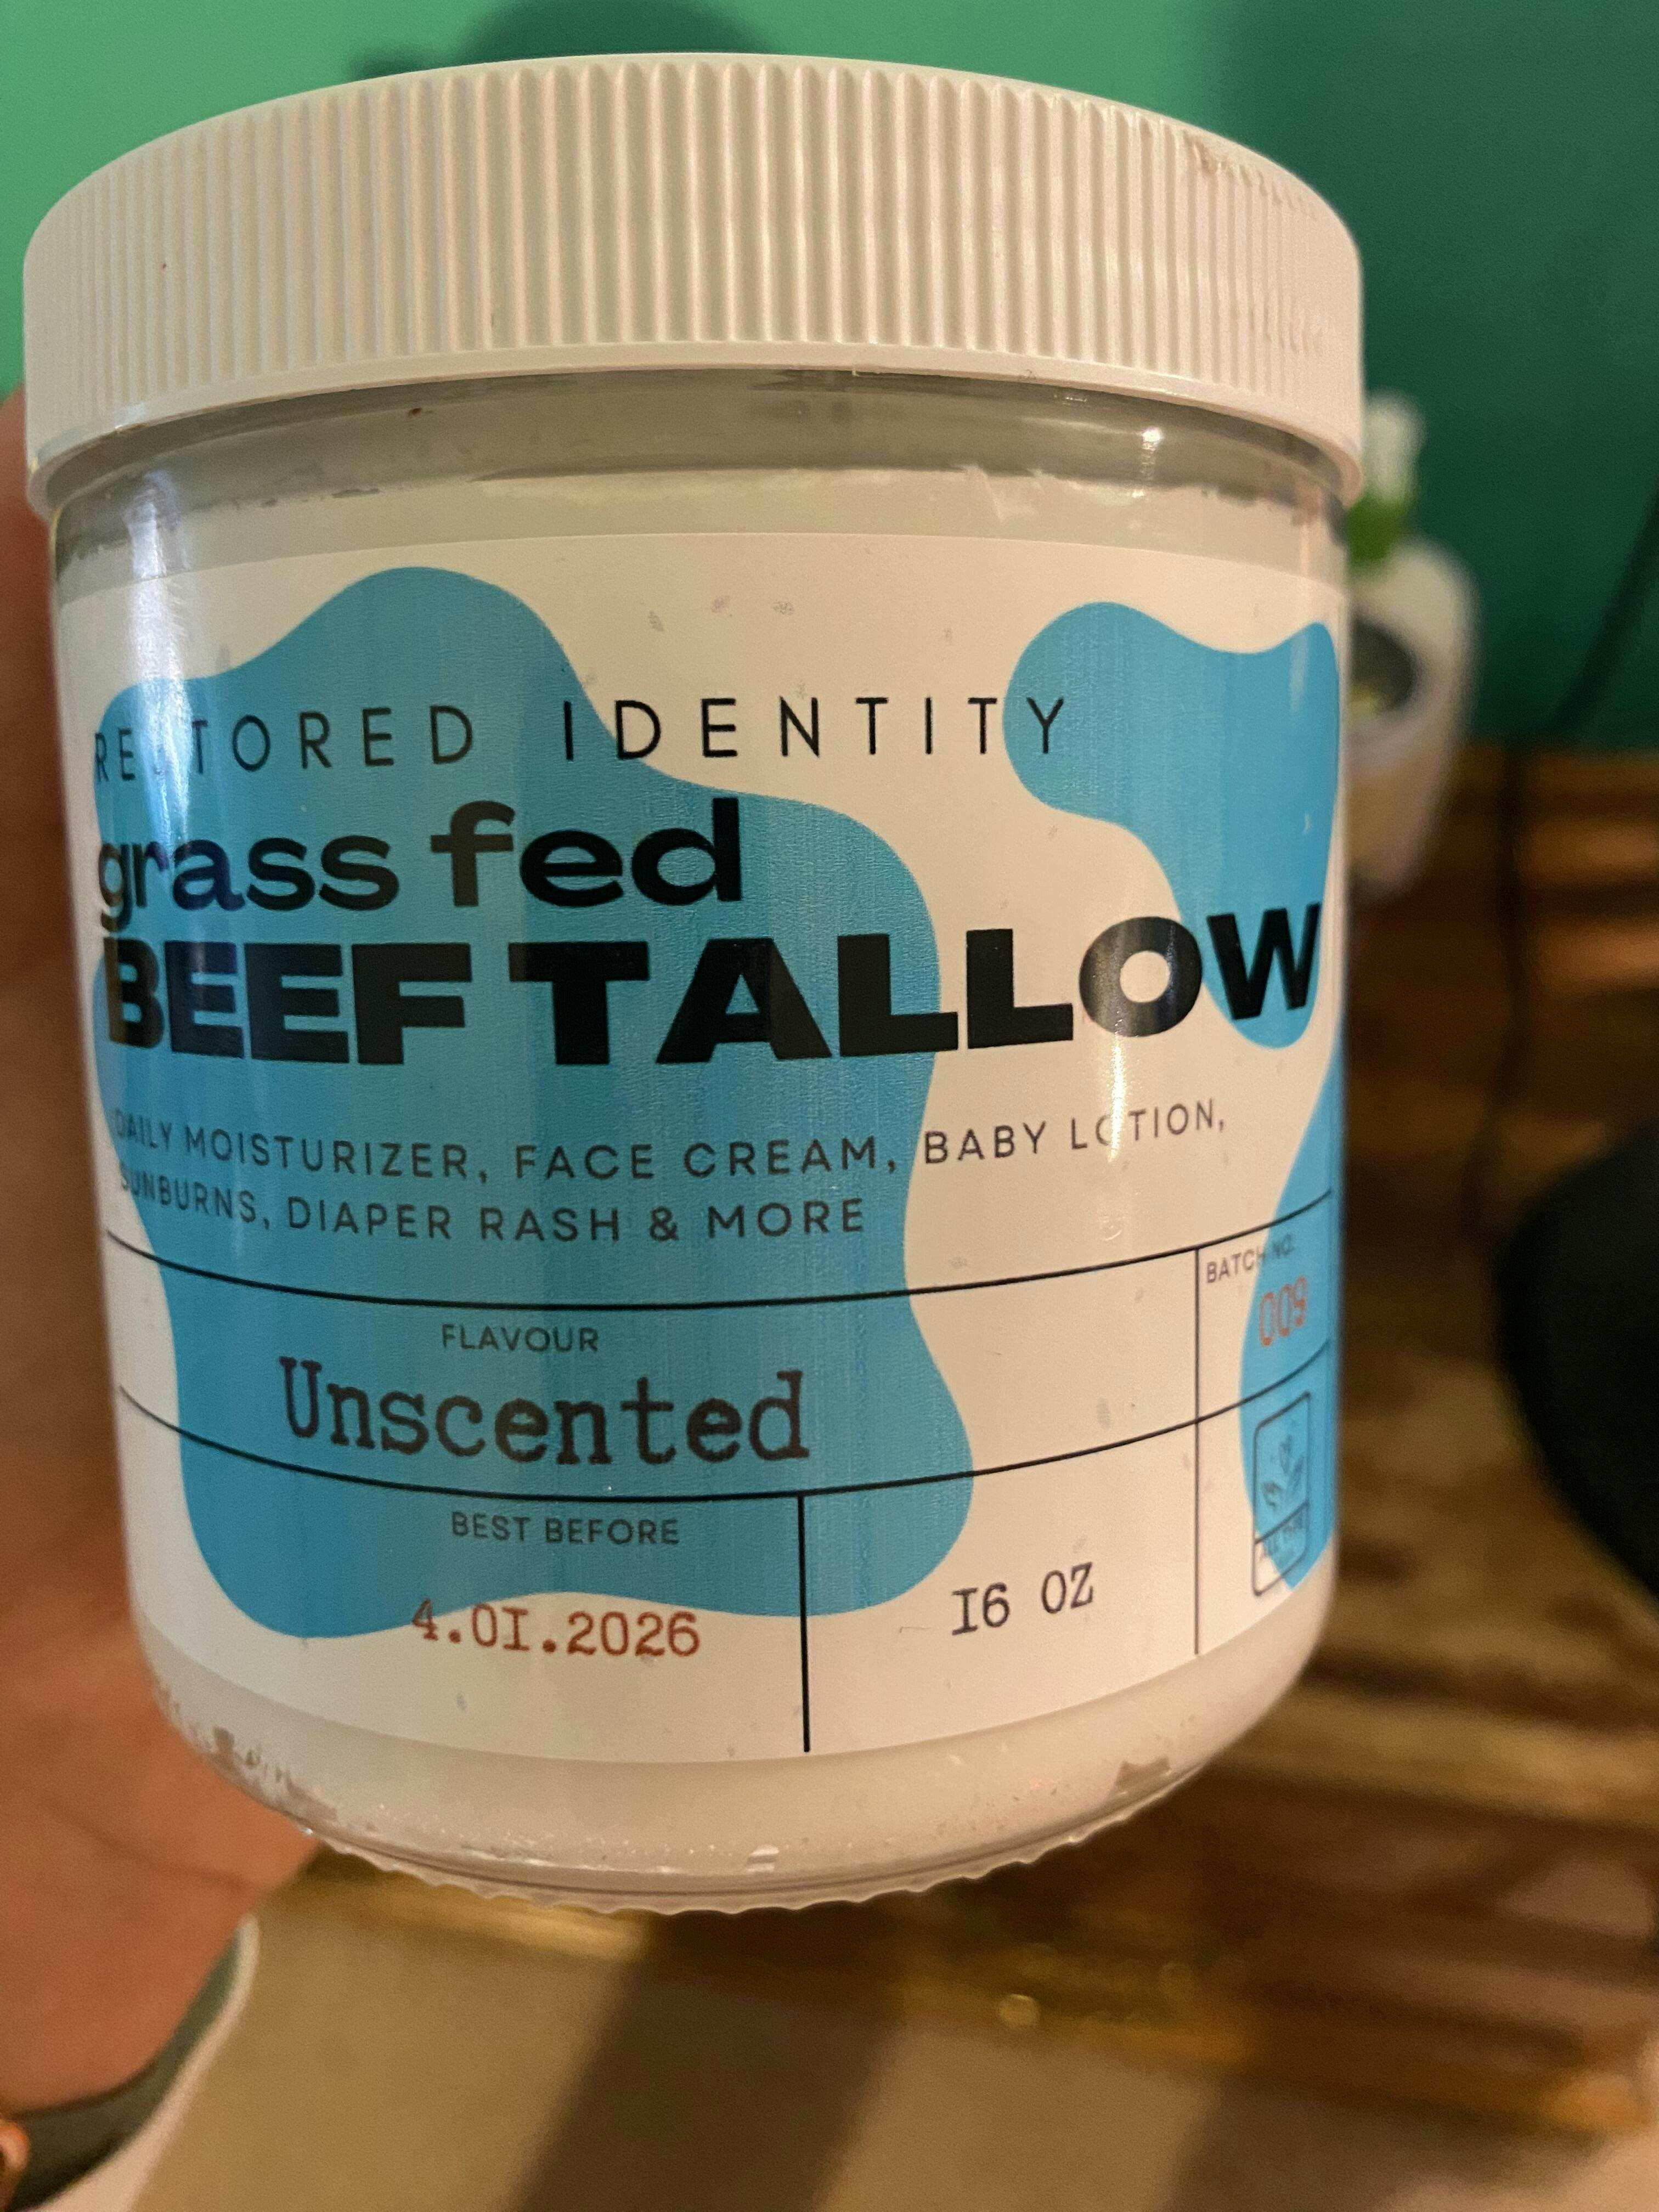 RESTORED IDENTITY
grass fed
BEEF TALLOW
DAILY MOISTURIZER, FACE CREAM, BABY LOTION,
SUNBURNS, DIAPER RASH & MORE
BATCH NO.
009
FLAVOUR
Unscented
BEST BEFORE
4.01.2026
16 OZ